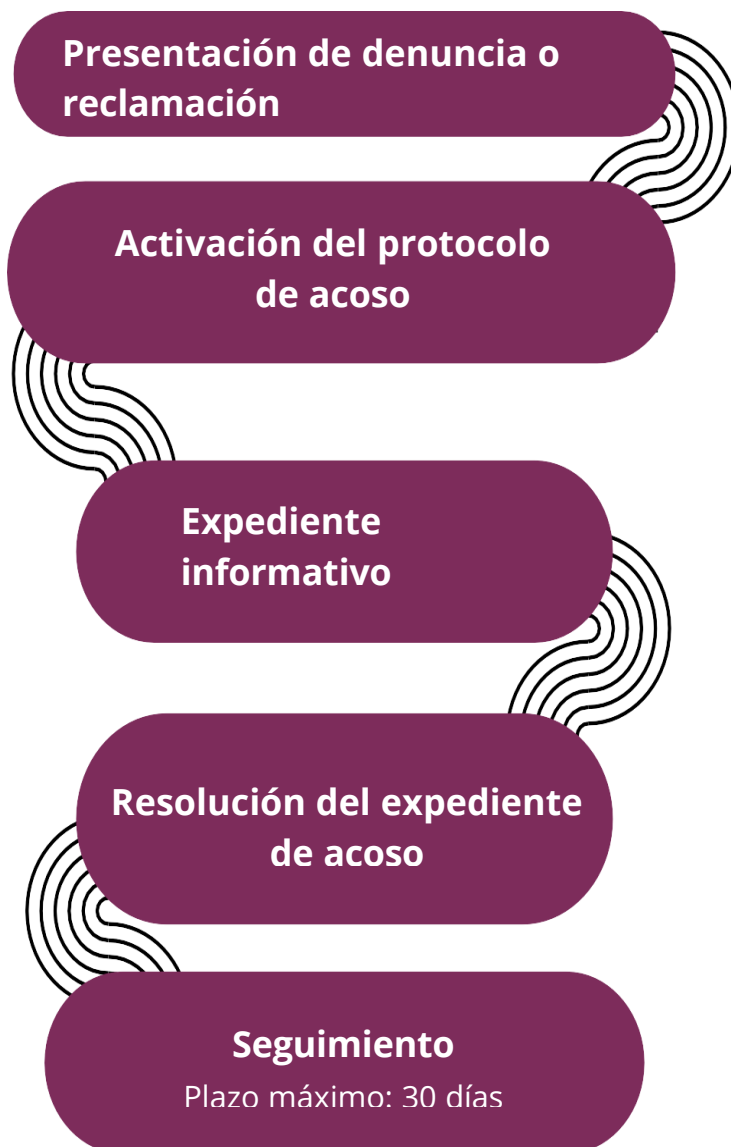 Presentación de denuncia o
reclamación
Activación del protocolo
de acoso
Expediente
informativo
Resolución del expediente
de acoso
Seguimiento
Plazo máximo: 30 días